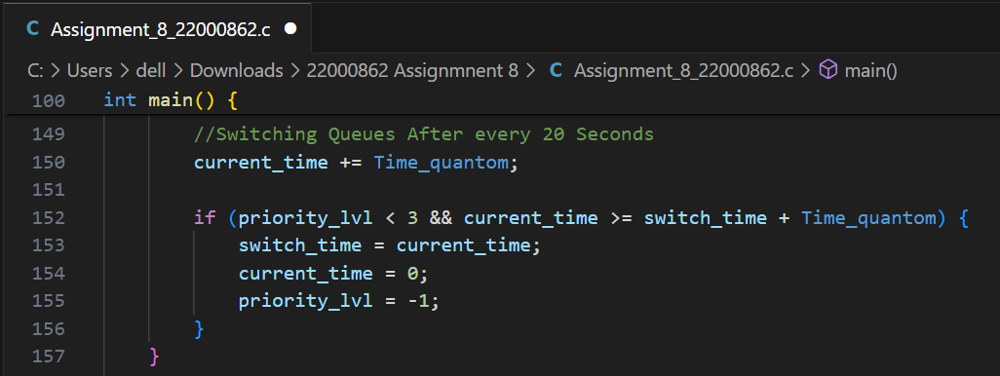 C Assignment_8_22000862.c ●
C: > Users > dell > Downloads > 22000862 Assignmnent 8 > C Assignment_8_22000862.c > main()
100 int main() {
149 //Switching Queues After every 20 Seconds
150 current_time += Time_quantom;
151
152 if (priority_lvl < 3 && current_time >= switch_time + Time_quantom) {
153 switch_time = current_time;
154 current_time = 0;
155 priority_lvl = -1;
156 }
157 }